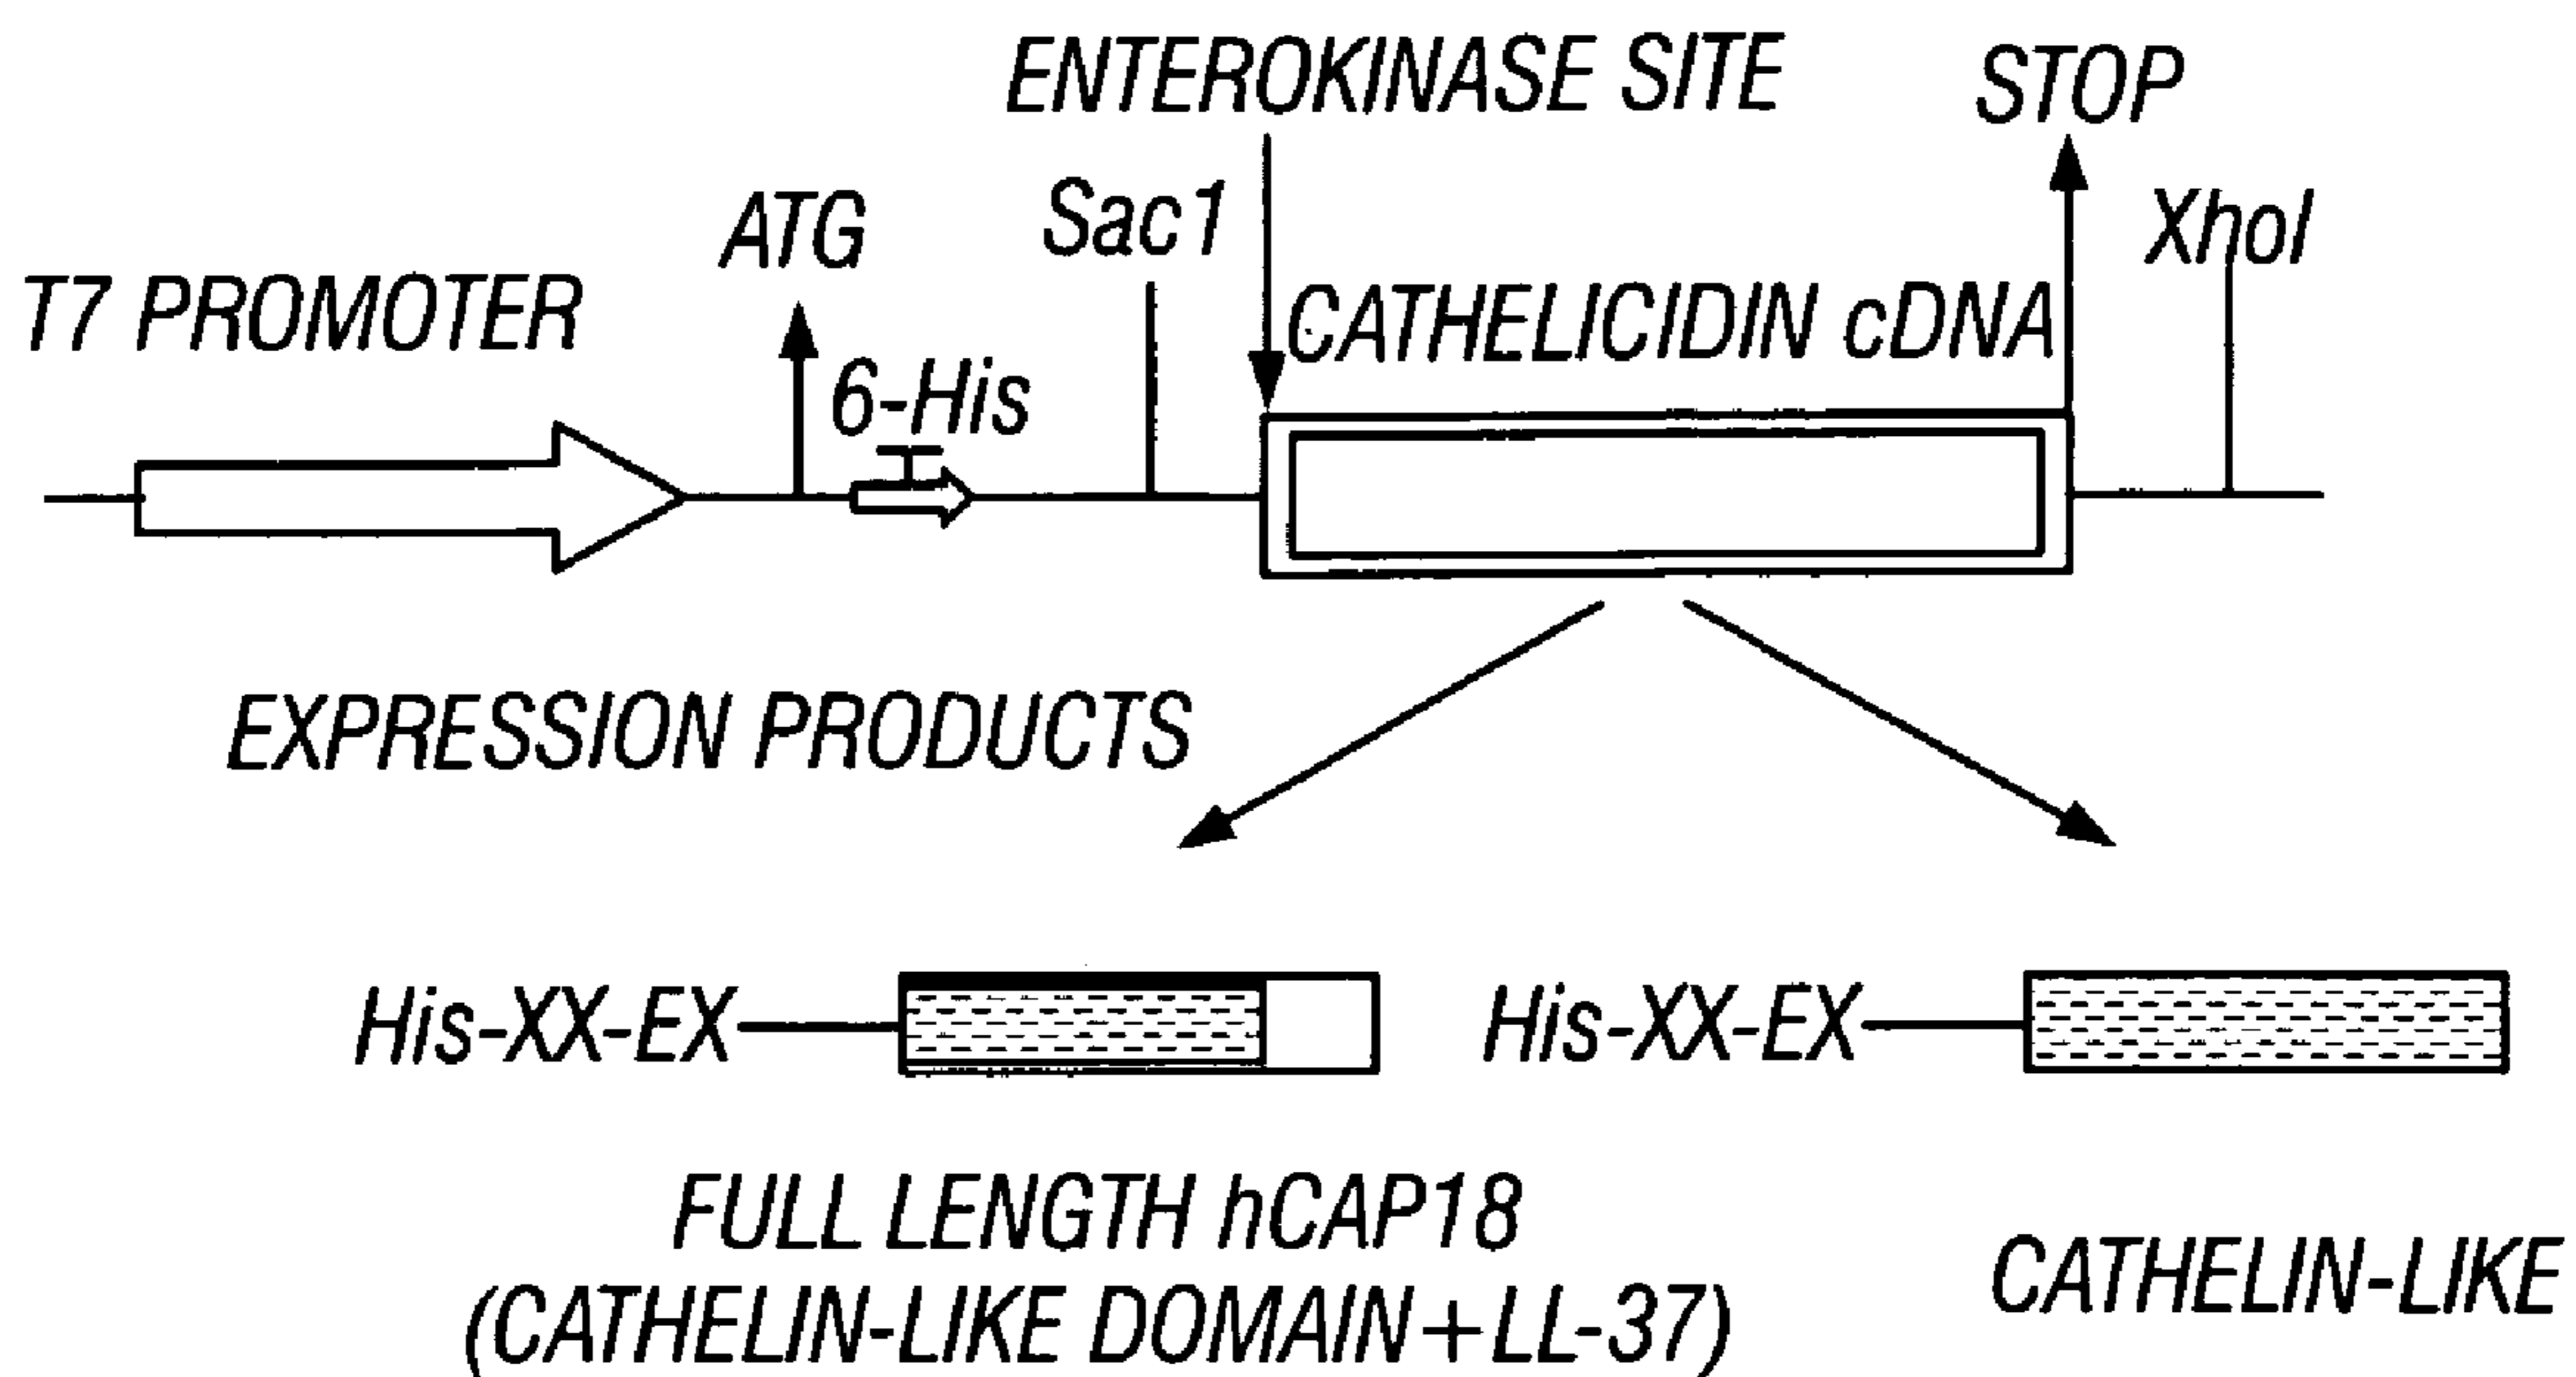 ENTEROKINASE SITE
STOP
ATG
Sac1
XhoI
T7 PROMOTER
CATHELICIDIN cDNA
6-His
EXPRESSION PRODUCTS
His-XX-EX
His-XX-EX
FULL LENGTH hCAP18
(CATHELIN-LIKE DOMAIN+LL-37)
CATHELIN-LIKE